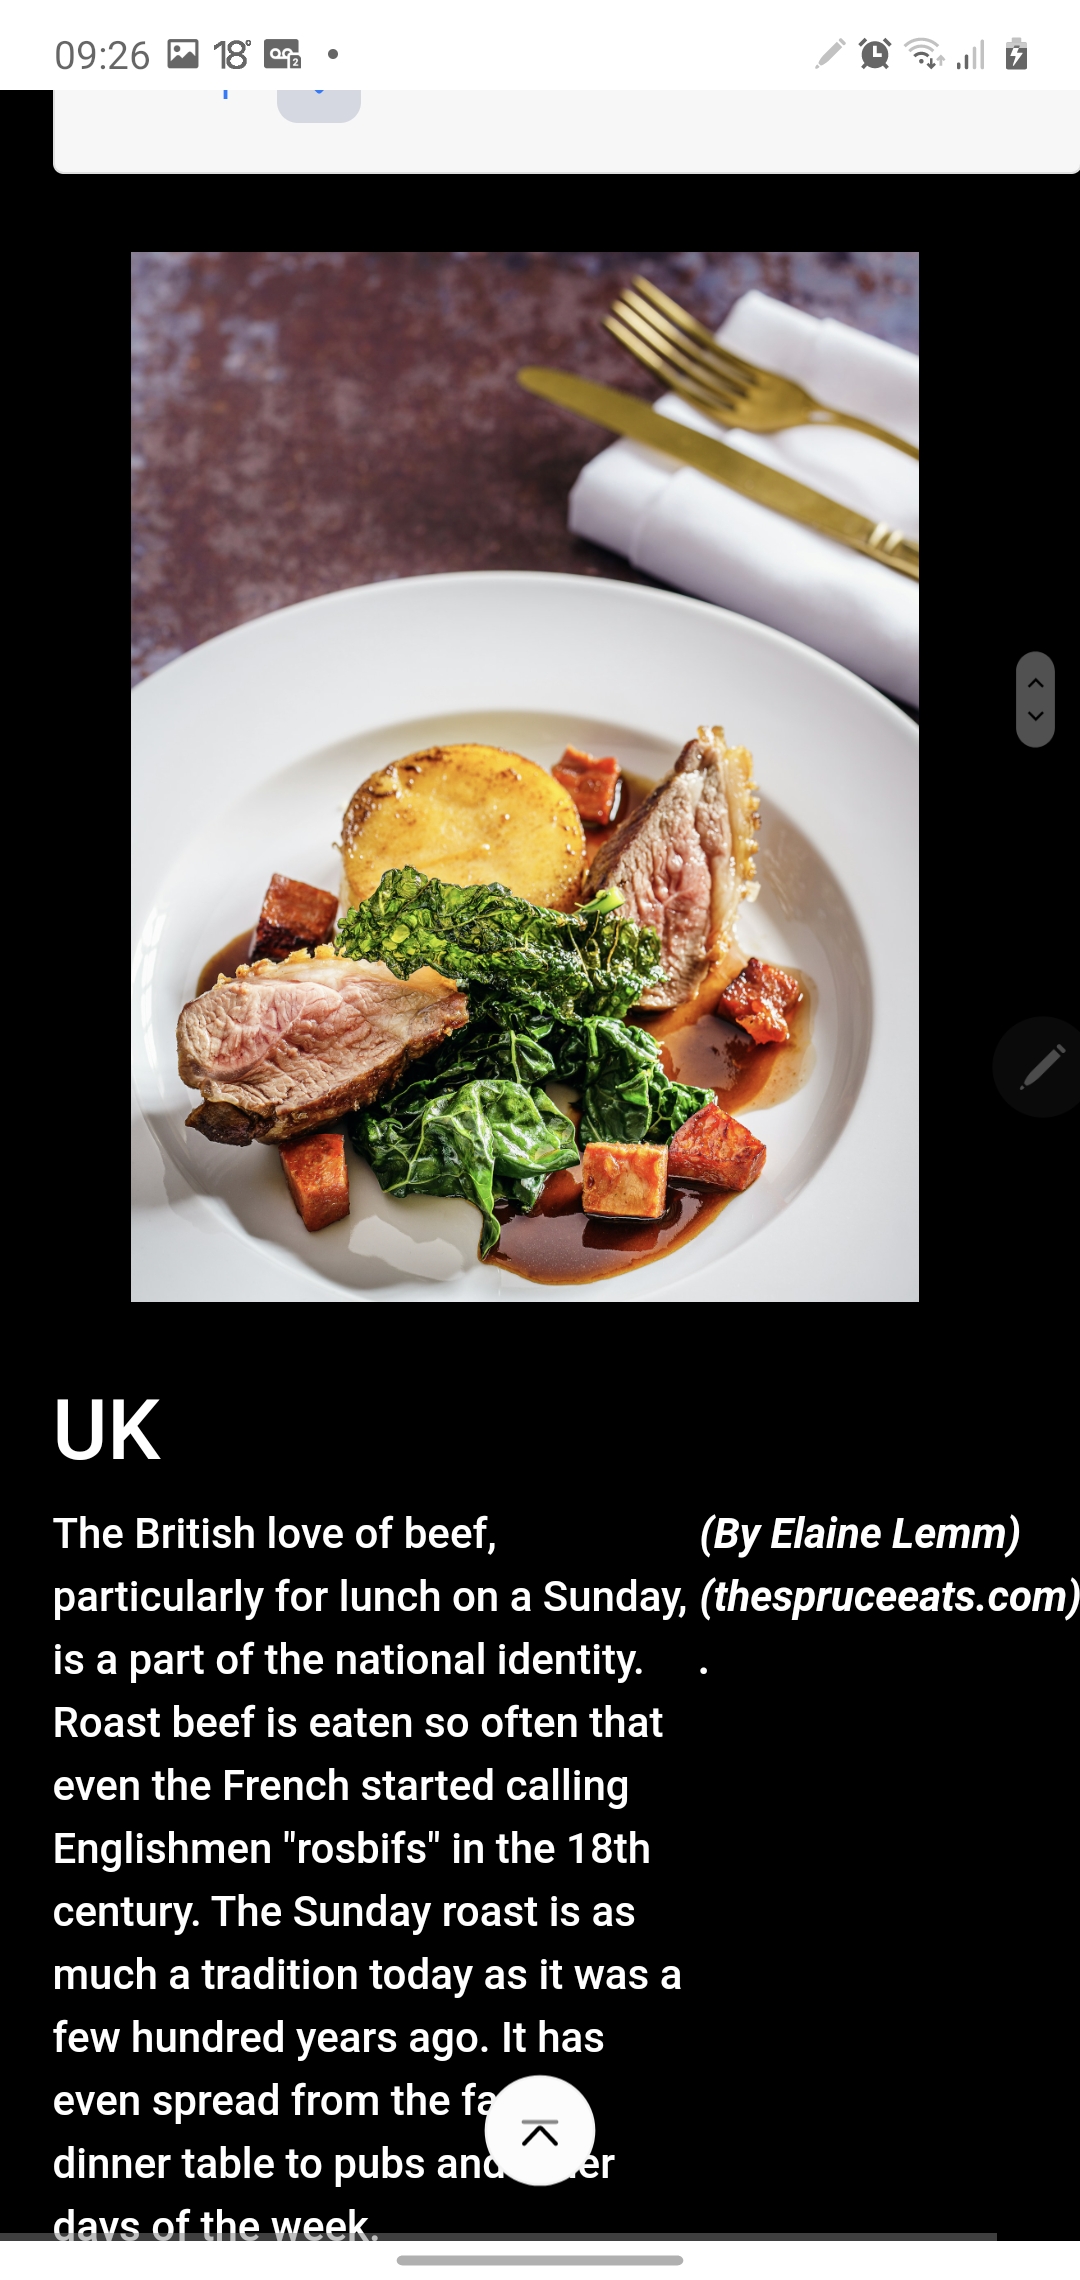 09:26 18°
UK
The British love of beef,
particularly for lunch on a Sunday,
is a part of the national identity.
Roast beef is eaten so often that
even the French started calling
Englishmen "rosbifs" in the 18th
century. The Sunday roast is as
much a tradition today as it was a
few hundred years ago. It has
even spread from the
dinner table to pubs and
days of the week.
(By Elaine Lemm)
(thespruceeats.com)
.